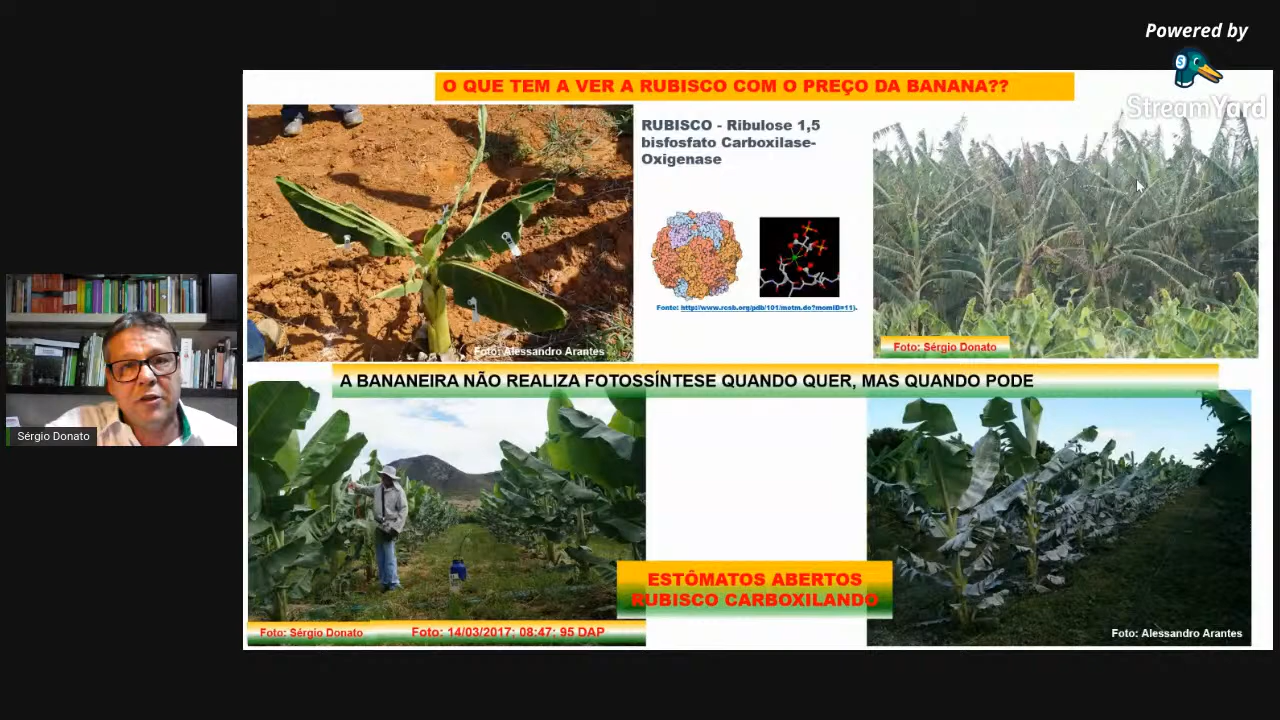 Powered by
StreamYard
O QUE TEM A VER A RUBISCO COM O PREÇO DA BANANA??
RUBISCO - Ribulose 1,5
bisfosfato Carboxilase-
Oxigenase
Fonte: http://www.rcsb.org/pdb/101/motm.do?momID=11).
Foto: Alessandro Arantes
Foto: Sérgio Donato
A BANANEIRA NÃO REALIZA FOTOSSÍNTESE QUANDO QUER, MAS QUANDO PODE
Sérgio Donato
ESTÔMATOS ABERTOS
RUBISCO CARBOXILANDO
Foto: Sérgio Donato
Foto: 14/03/2017; 08:47; 95 DAP
Foto: Alessandro Arantes